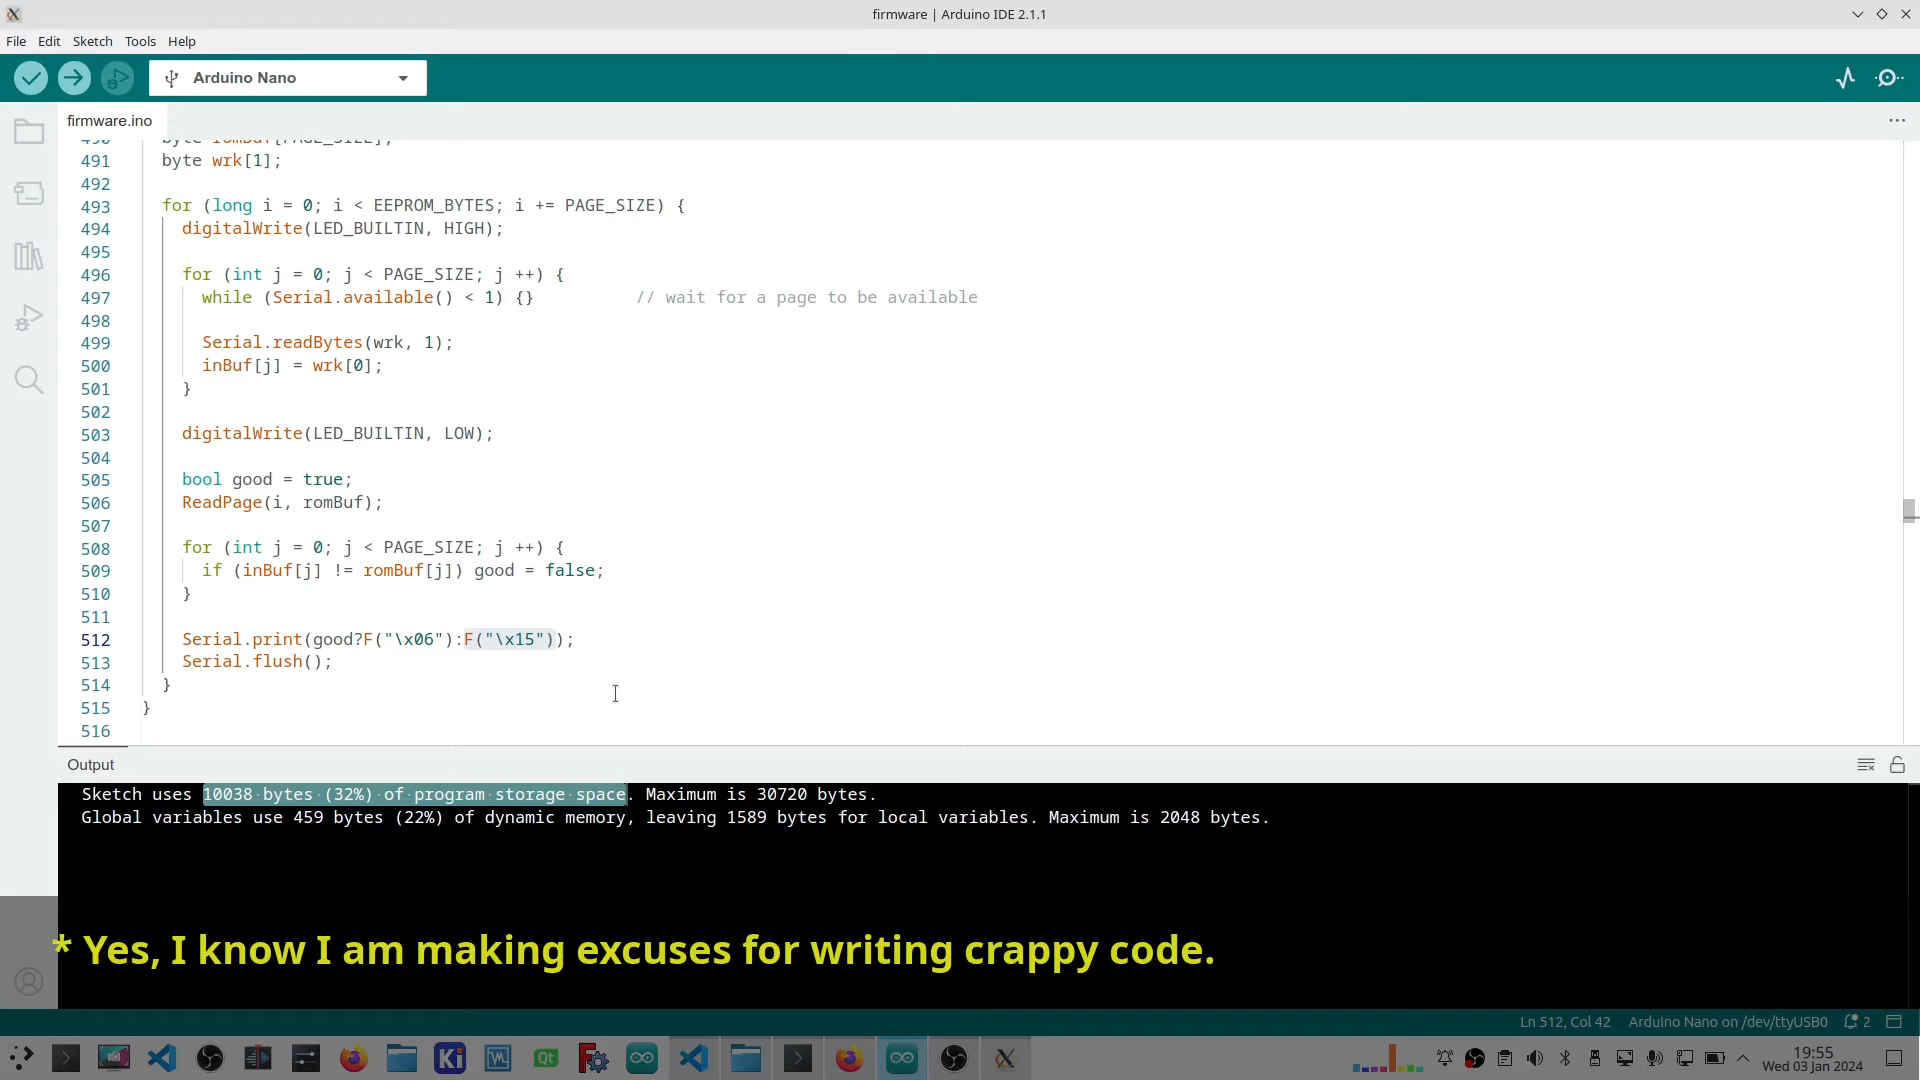 firmware | Arduino IDE 2.1.1
File Edit Sketch Tools Help
Arduino Nano
firmware.ino
490 byte romBuf[PAGE_SIZE];
491 byte wrk[1];
492
493 for (long i = 0; i < EEPROM_BYTES; i += PAGE_SIZE) {
494 digitalWrite(LED_BUILTIN, HIGH);
495
496 for (int j = 0; j < PAGE_SIZE; j ++) {
497 while (Serial.available() < 1) {} // wait for a page to be available
498
499 Serial.readBytes(wrk, 1);
500 inBuf[j] = wrk[0];
501 }
502
503 digitalWrite(LED_BUILTIN, LOW);
504
505 bool good = true;
506 ReadPage(i, romBuf);
507
508 for (int j = 0; j < PAGE_SIZE; j ++) {
509 if (inBuf[j] != romBuf[j]) good = false;
510 }
511
512 Serial.print(good?F("\x06"):F("\x15"));
513 Serial.flush();
514 }
515 }
516
Output
Sketch uses 10038 bytes (32%) of program storage space. Maximum is 30720 bytes.
Global variables use 459 bytes (22%) of dynamic memory, leaving 1589 bytes for local variables. Maximum is 2048 bytes.
* Yes, I know I am making excuses for writing crappy code.
Ln 512, Col 42 Arduino Nano on /dev/ttyUSB0 2
Ki Qt
19:55
Wed 03 Jan 2024